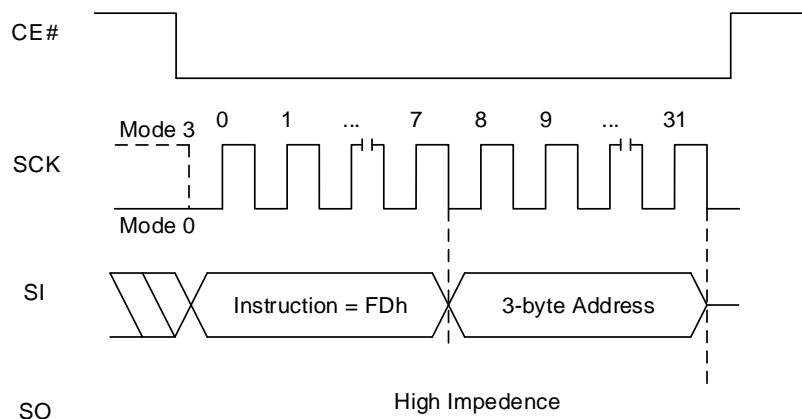 CE#
0 1 ... 7 8 9 ... 31
Mode 3
SCK
Mode 0
SI
Instruction = FDh
3-byte Address
High Impedence
SO